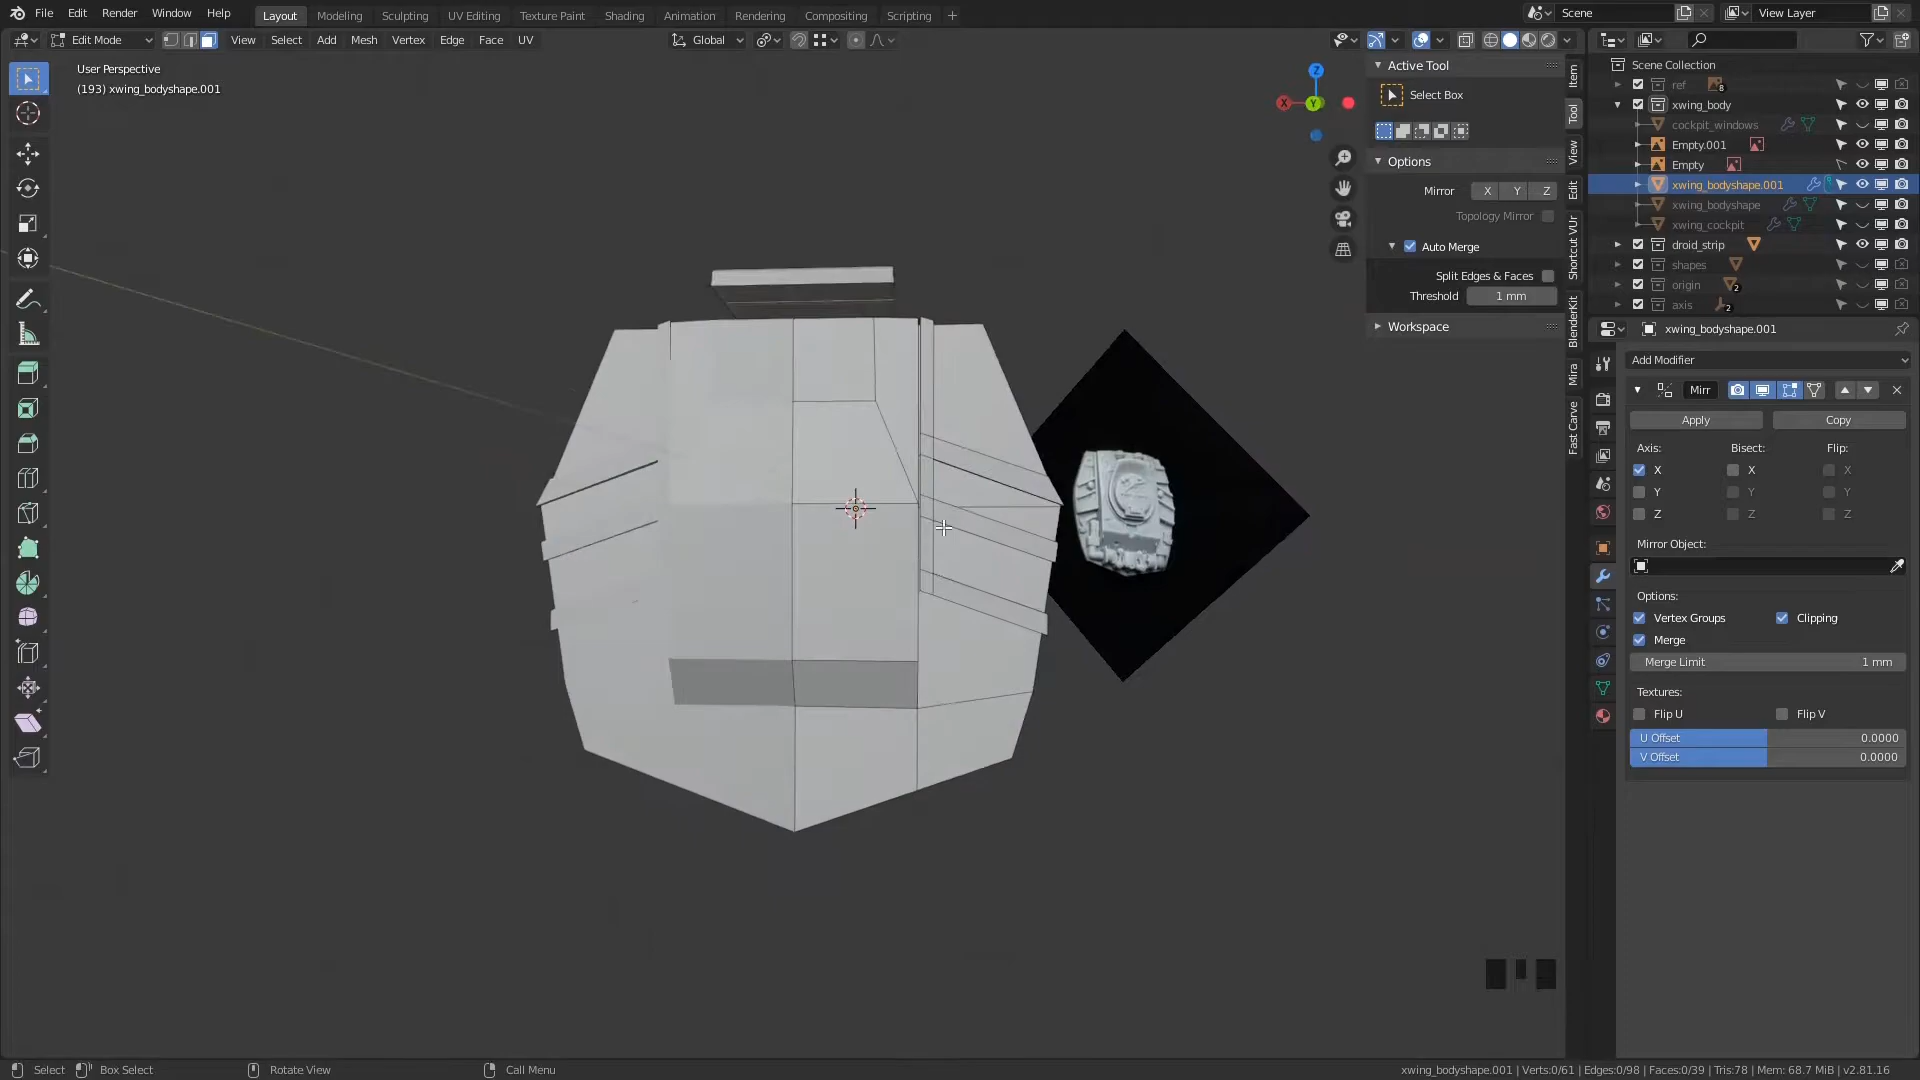 File Edit Render Window Help
Layout Modeling Sculpting UV Editing Texture Paint Shading Animation Rendering Compositing Scripting +
Scene
View Layer
Edit Mode
View Select Add Mesh Vertex Edge Face UV
Global
User Perspective
(193) xwing_bodyshape.001
Z
X
Y
Active Tool
Select Box
Options
Mirror X Y Z
Topology Mirror
Auto Merge
Split Edges & Faces
Threshold 1 mm
Workspace
Item
Tool
View
Edit
Shortcut VUr
BlenderKit
Mira
Fast Carve
Scene Collection
ref 8
xwing_body
cockpit_windows
Empty.001
Empty
xwing_bodyshape.001
xwing_bodyshape
xwing_cockpit
droid_strip
shapes
origin 2
axis 2
xwing_bodyshape.001
Add Modifier
Mirr
Apply Copy
Axis: Bisect: Flip:
X X X
Y Y Y
Z Z Z
Mirror Object:
Options:
Vertex Groups Clipping
Merge
Merge Limit 1 mm
Textures:
Flip U Flip V
U Offset 0.0000
V Offset 0.0000
Select Box Select Rotate View Call Menu
xwing_bodyshape.001 | Verts:0/61 | Edges:0/98 | Faces:0/39 | Tris:78 | Mem: 68.7 MiB | v2.81.16